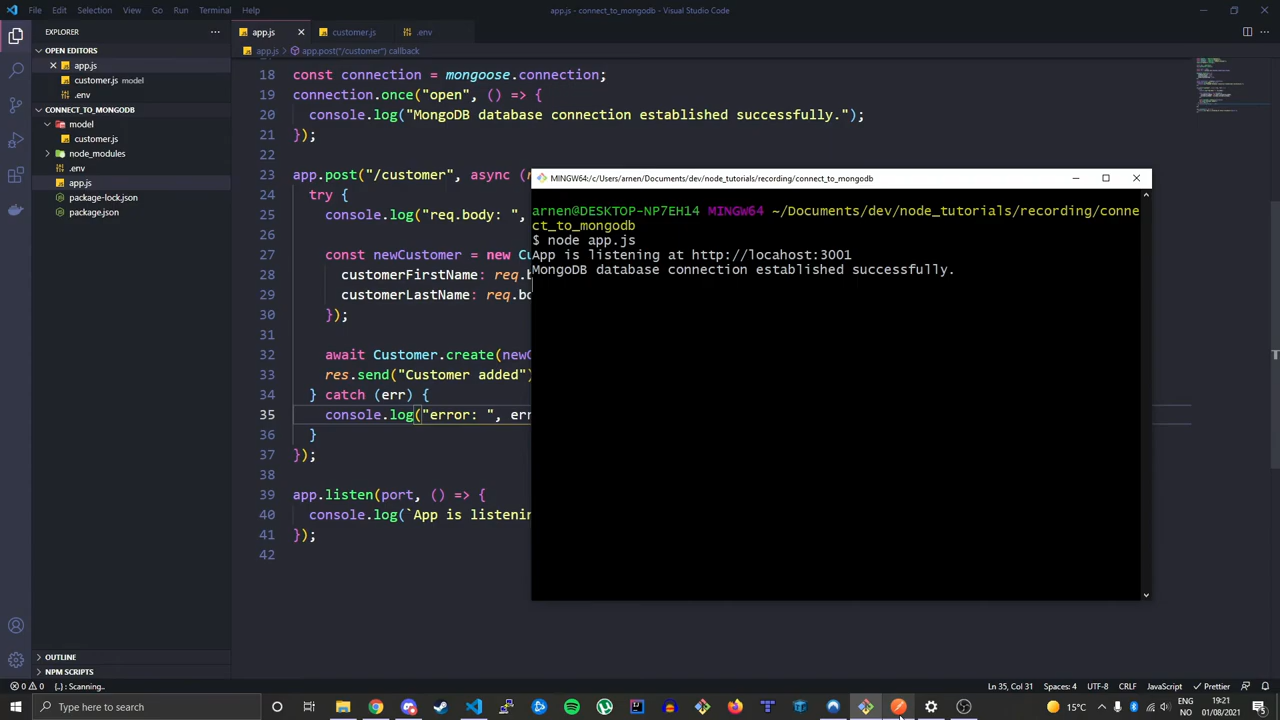 File Edit Selection View Go Run Terminal Help
app.js - connect_to_mongodb - Visual Studio Code
EXPLORER
OPEN EDITORS
app.js
customer.js model
.env
CONNECT_TO_MONGODB
model
customer.js
node_modules
.env
app.js
package-lock.json
package.json
OUTLINE
NPM SCRIPTS
app.js
customer.js
.env
app.js > app.post("/customer") callback
18 const connection = mongoose.connection;
19 connection.once("open", () => {
20 console.log("MongoDB database connection established successfully.");
21 });
22
23 app.post("/customer", async (r
24 try {
25 console.log("req.body: ",
26
27 const newCustomer = new Cu
28 customerFirstName: req.b
29 customerLastName: req.bo
30 });
31
32 await Customer.create(newC
33 res.send("Customer added")
34 } catch (err) {
35 console.log("error: ", err
36 }
37 });
38
39 app.listen(port, () => {
40 console.log(`App is listenin
41 });
42
MINGW64:/c/Users/arnen/Documents/dev/node_tutorials/recording/connect_to_mongodb
arnen@DESKTOP-NP7EH14 MINGW64 ~/Documents/dev/node_tutorials/recording/conne
ct_to_mongodb
$ node app.js
App is listening at http://locahost:3001
MongoDB database connection established successfully.
0 0 {..}: Scanning..
Ln 35, Col 31 Spaces: 4 UTF-8 CRLF JavaScript Prettier
Type here to search
15°C
ENG
NO
19:21
01/08/2021